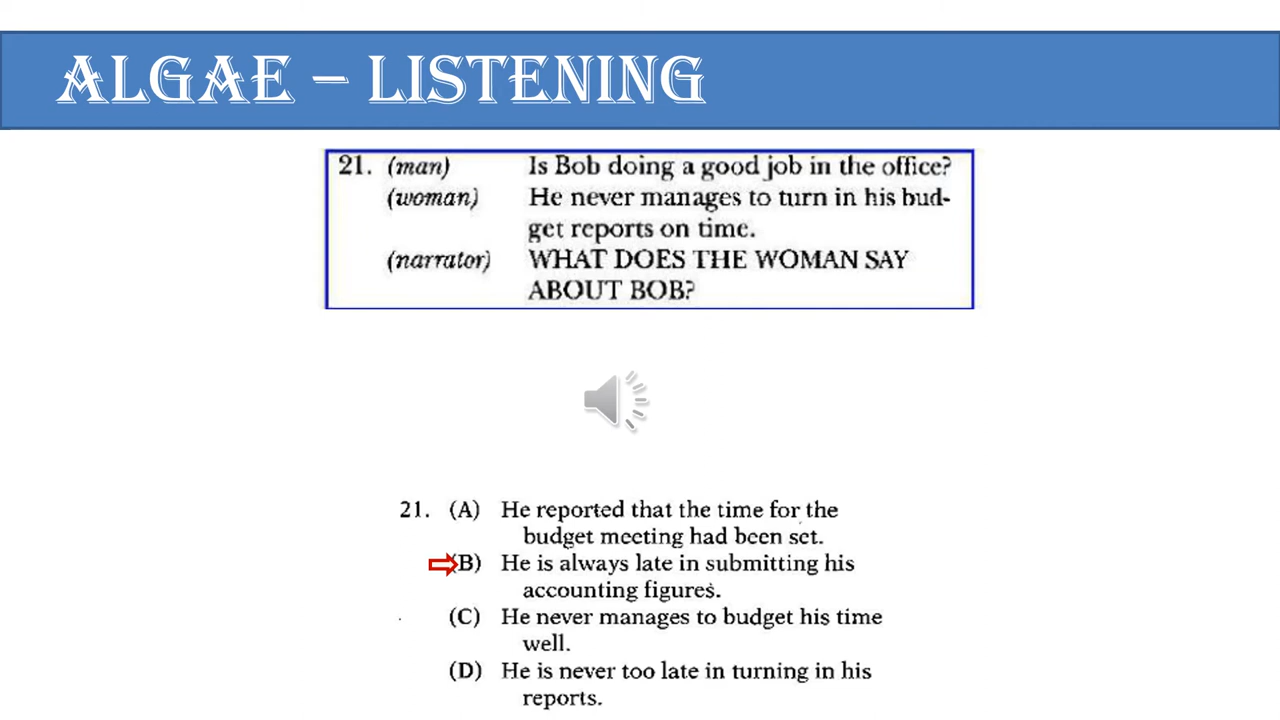 ALGAE – LISTENING
21. (man) Is Bob doing a good job in the office?
(woman) He never manages to turn in his bud-
get reports on time.
(narrator) WHAT DOES THE WOMAN SAY
ABOUT BOB?
21. (A) He reported that the time for the
budget meeting had been set.
(B) He is always late in submitting his
accounting figures.
(C) He never manages to budget his time
well.
(D) He is never too late in turning in his
reports.